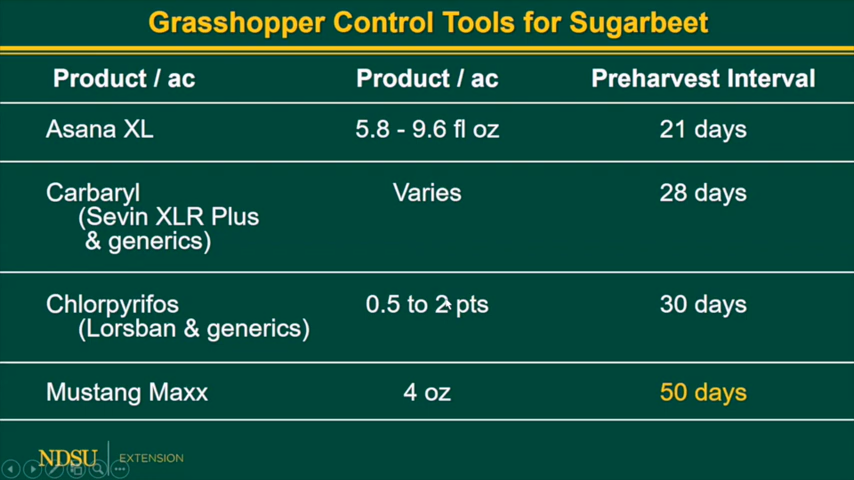 Grasshopper Control Tools for Sugarbeet
Product / ac Product / ac Preharvest Interval
Asana XL 5.8 - 9.6 fl oz 21 days
Carbaryl Varies 28 days
(Sevin XLR Plus
& generics)
Chlorpyrifos 0.5 to 2 pts 30 days
(Lorsban & generics)
Mustang Maxx 4 oz 50 days
NDSU EXTENSION